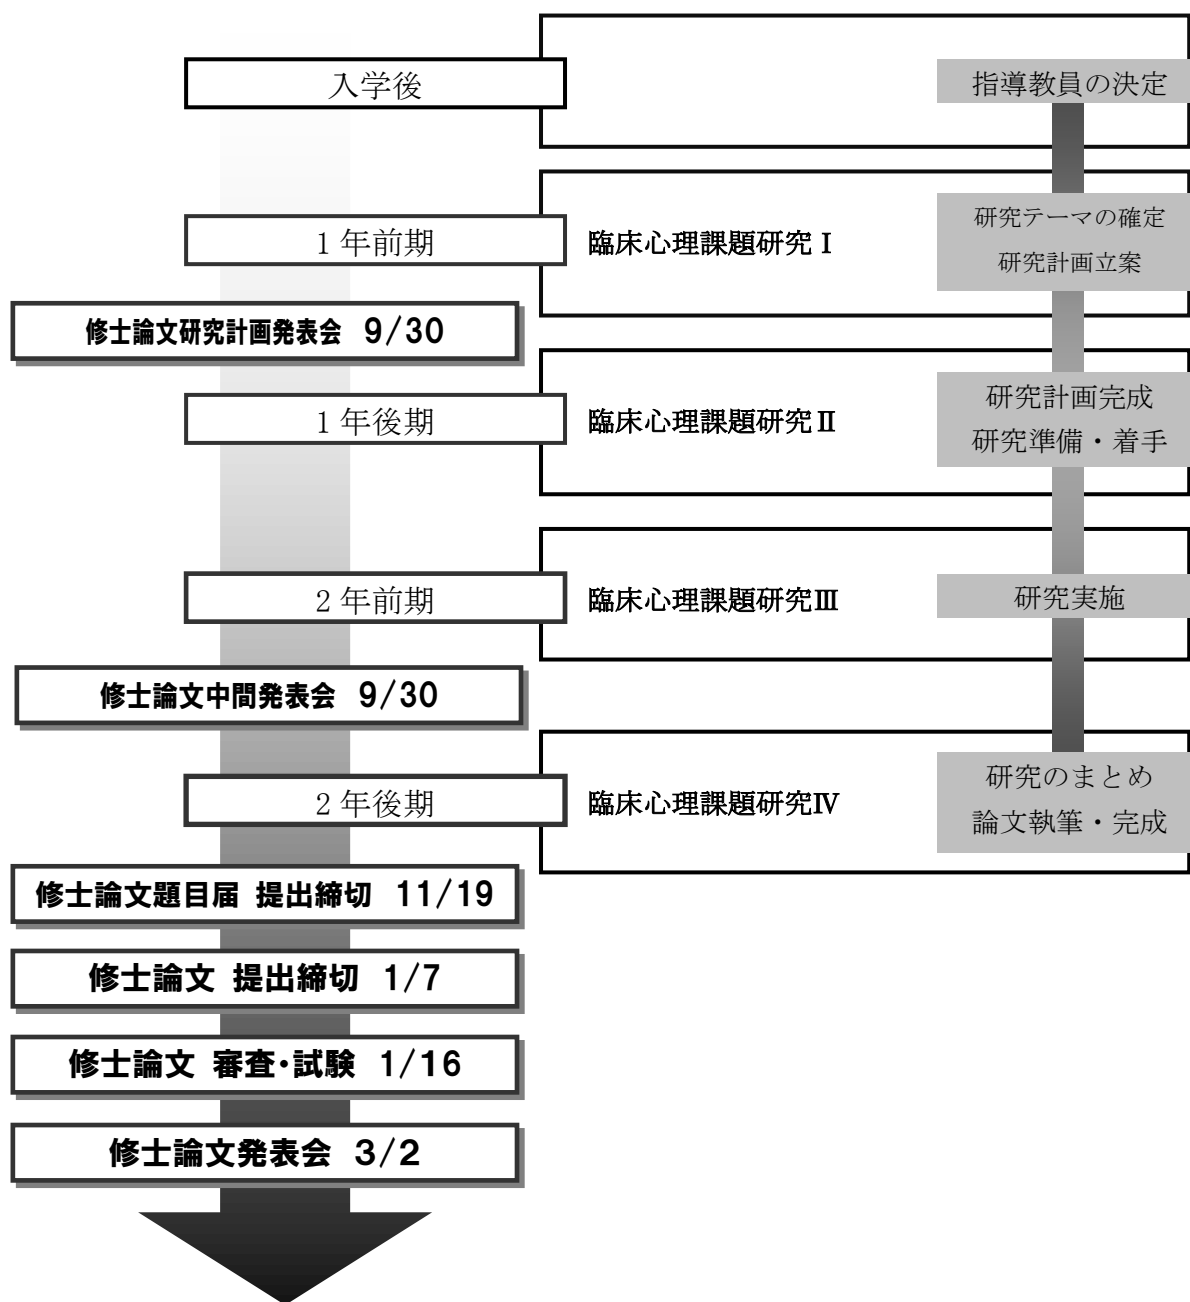 入学後
指導教員の決定
1年前期
臨床心理課題研究Ⅰ
研究テーマの確定
研究計画立案
修士論文研究計画発表会 9/30
1年後期
臨床心理課題研究Ⅱ
研究計画完成
研究準備・着手
2年前期
臨床心理課題研究Ⅲ
研究実施
修士論文中間発表会 9/30
2年後期
臨床心理課題研究Ⅳ
研究のまとめ
論文執筆・完成
修士論文題目届 提出締切 11/19
修士論文 提出締切 1/7
修士論文 審査・試験 1/16
修士論文発表会 3/2